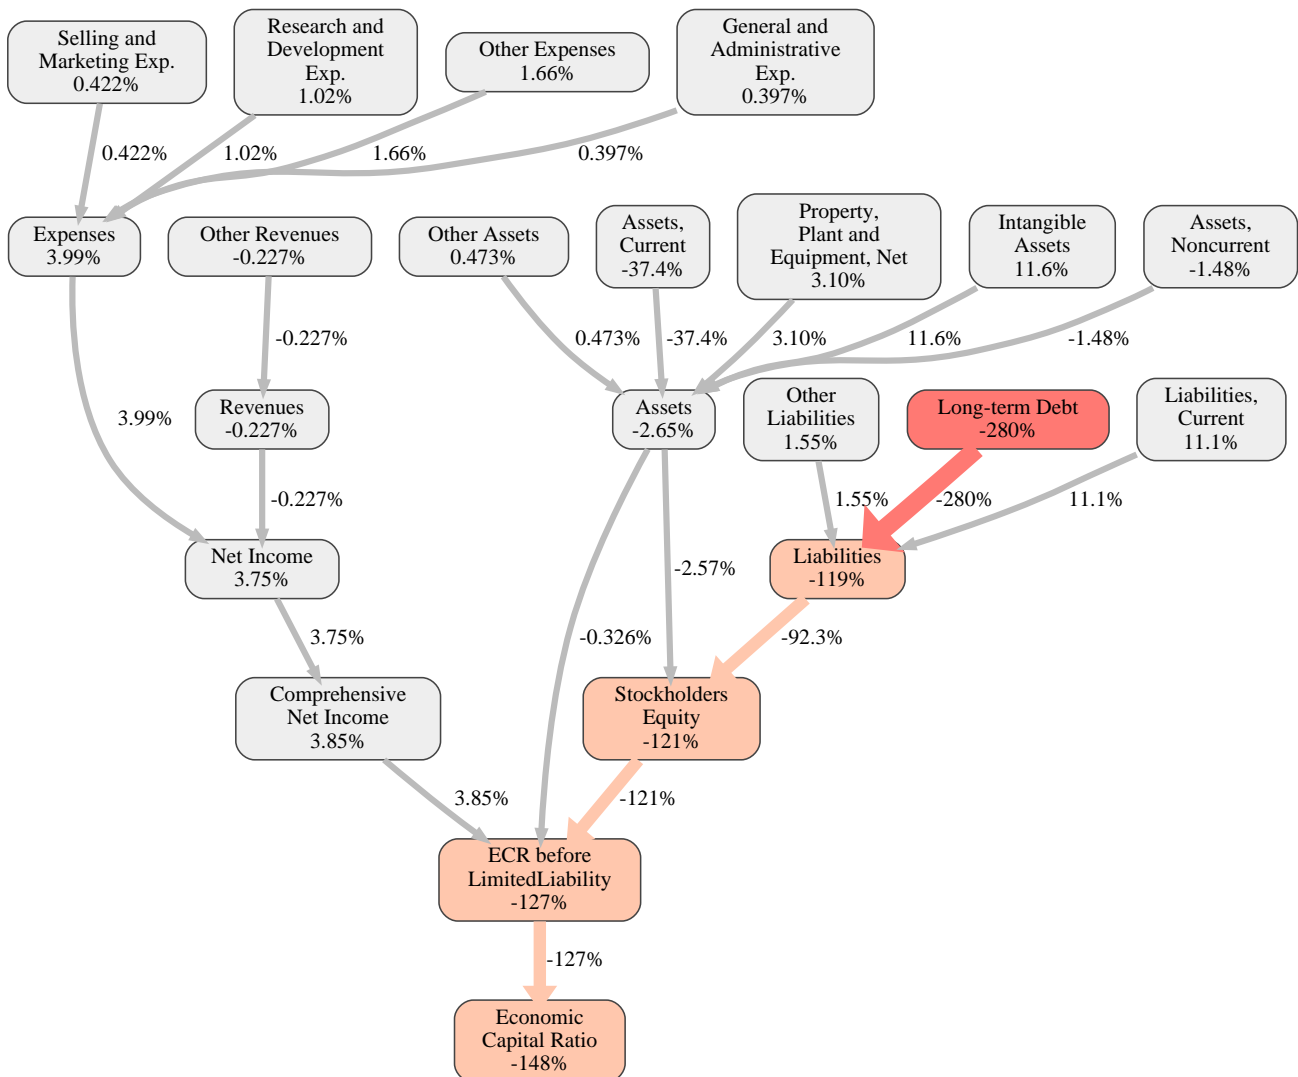 Selling and
Marketing Exp.
0.422%
Research and
Development
Exp.
1.02%
Other Expenses
1.66%
General and
Administrative
Exp.
0.397%
0.422%
1.02%
1.66%
0.397%
Expenses
3.99%
Other Revenues
-0.227%
Other Assets
0.473%
Assets,
Current
-37.4%
Property,
Plant and
Equipment, Net
3.10%
Intangible
Assets
11.6%
Assets,
Noncurrent
-1.48%
-0.227%
0.473%
-37.4%
3.10%
11.6%
-1.48%
3.99%
Revenues
-0.227%
Assets
-2.65%
Other
Liabilities
1.55%
Long-term Debt
-280%
Liabilities,
Current
11.1%
-0.227%
1.55%
-280%
11.1%
Net Income
3.75%
-2.57%
Liabilities
-119%
3.75%
-0.326%
-92.3%
Comprehensive
Net Income
3.85%
Stockholders
Equity
-121%
3.85%
-121%
ECR before
LimitedLiability
-127%
-127%
Economic
Capital Ratio
-148%